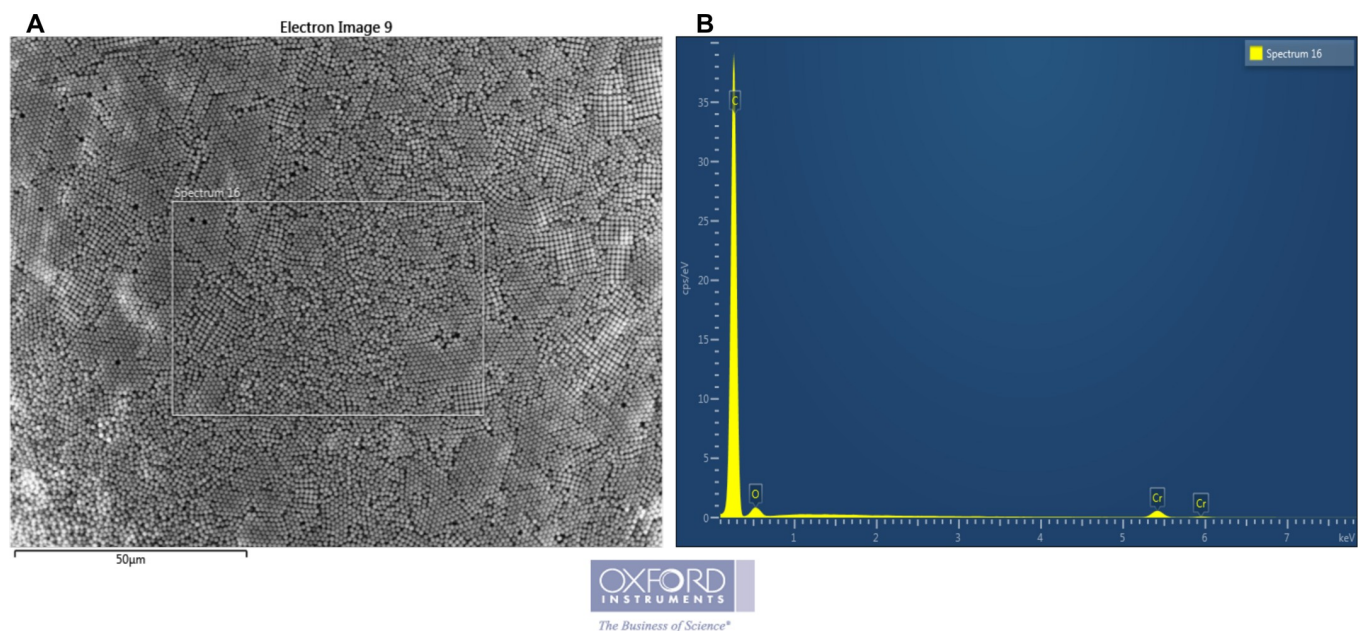 A
Electron Image 9
Spectrum 16
50µm
B
Spectrum 16
cps/eV
35
30
25
20
15
10
5
0
C
O
Cr
Cr
1 2 3 4 5 6 7 keV
OXFORD
INSTRUMENTS
The Business of Science®